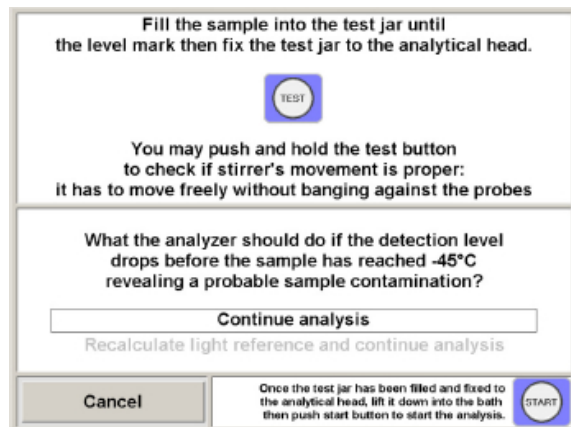 Fill the sample into the test jar until
the level mark then fix the test jar to the analytical head.
TEST
You may push and hold the test button
to check if stirrer's movement is proper:
it has to move freely without banging against the probes
What the analyzer should do if the detection level
drops before the sample has reached -45°C
revealing a probable sample contamination?
Continue analysis
Recalculate light reference and continue analysis
Cancel
Once the test jar has been filled and fixed to
the analytical head, lift it down into the bath
then push start button to start the analysis.
START